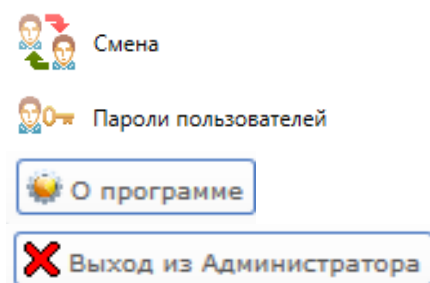 Смена
Пароли пользователей
О программе
Выход из Администратора